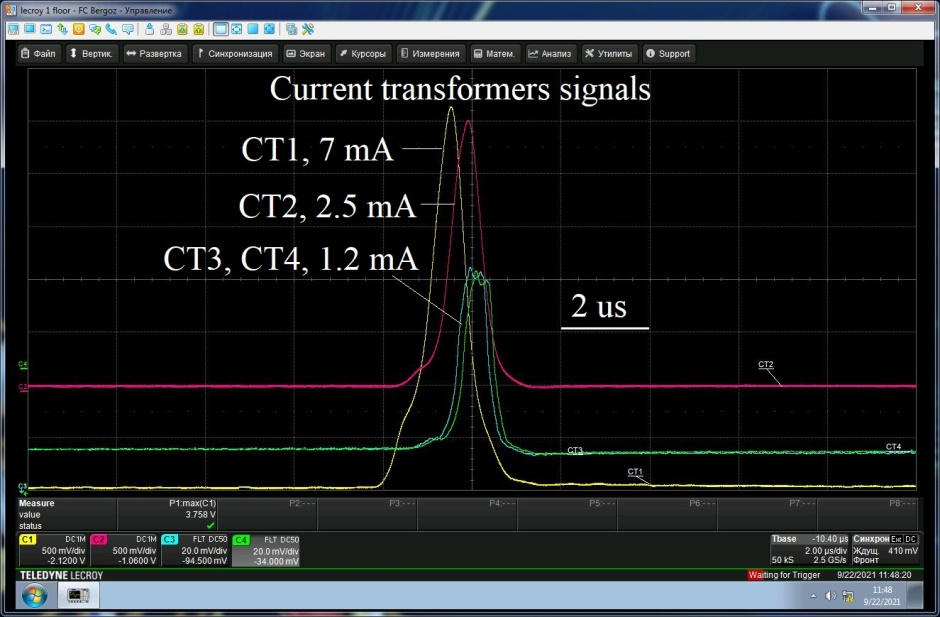 lecroy 1 floor - FC Bergoz - Управление
Файл Вертик. Развертка Синхронизация Экран Курсоры Измерения Матем. Анализ Утилиты Support
Current transformers signals
CT1, 7 mA
CT2, 2.5 mA
CT3, CT4, 1.2 mA
2 us
C4
C2
CT2
CT3
CT4
CT1
C3
Measure P1:max(C1) P2:--- P3:--- P4:--- P5:--- P6:--- P7:--- P8:---
value 3.758 V
status
C1 DC1M C2 DC1M C3 FLT DC50 C4 FLT DC50 Tbase -10.40 µs Синхрон Ext DC
500 mV/div 500 mV/div 20.0 mV/div 20.0 mV/div 2.00 µs/div Ждущ. 410 mV
-2.1200 V -1.0600 V -94.500 mV -34.000 mV 50 kS 2.5 GS/s Фронт
TELEDYNE LECROY Waiting for Trigger 9/22/2021 11:48:20
11:48
9/22/2021